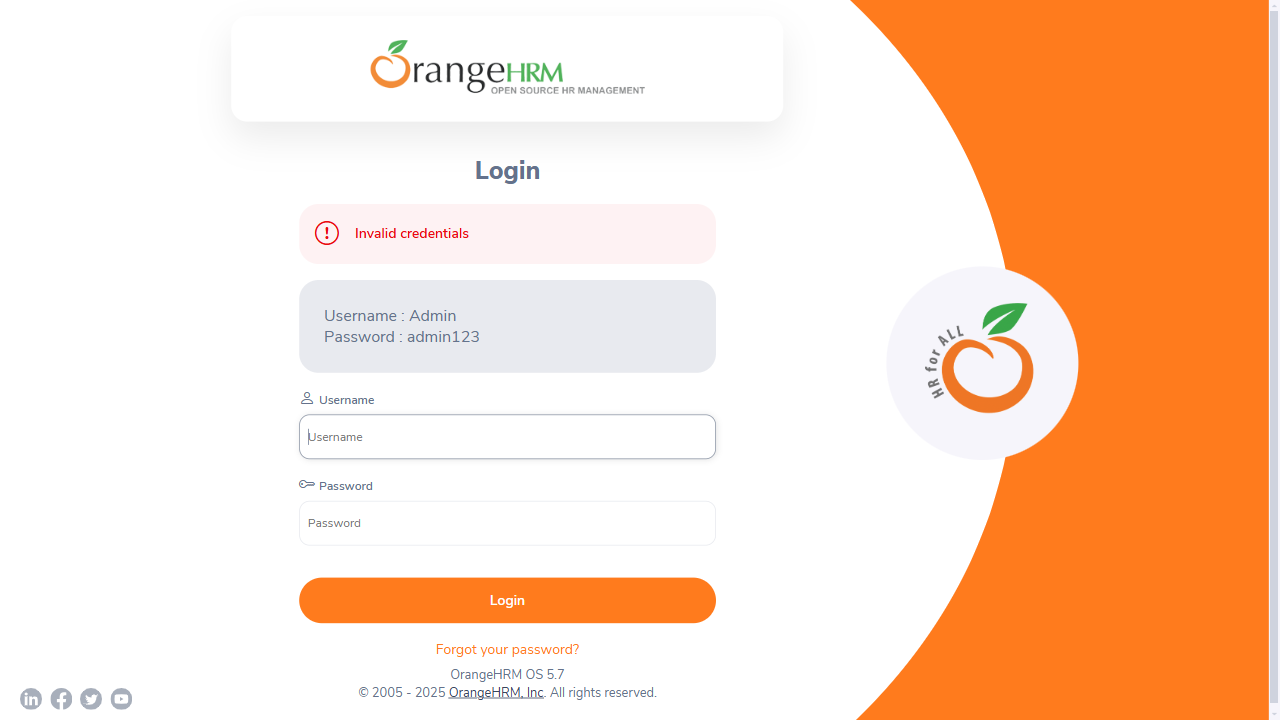 OrangeHRM
OPEN SOURCE HR MANAGEMENT
Login
Invalid credentials
Username : Admin
Password : admin123
Username
Username
Password
Password
Login
Forgot your password?
OrangeHRM OS 5.7
© 2005 - 2025 OrangeHRM, Inc. All rights reserved.
HR for ALL